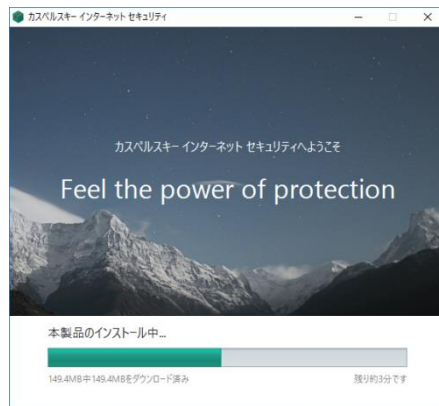 カスペルスキー インターネット セキュリティ
カスペルスキー インターネット セキュリティへようこそ
Feel the power of protection
本製品のインストール中...
149.4MB中149.4MBをダウンロード済み
残り約3分です